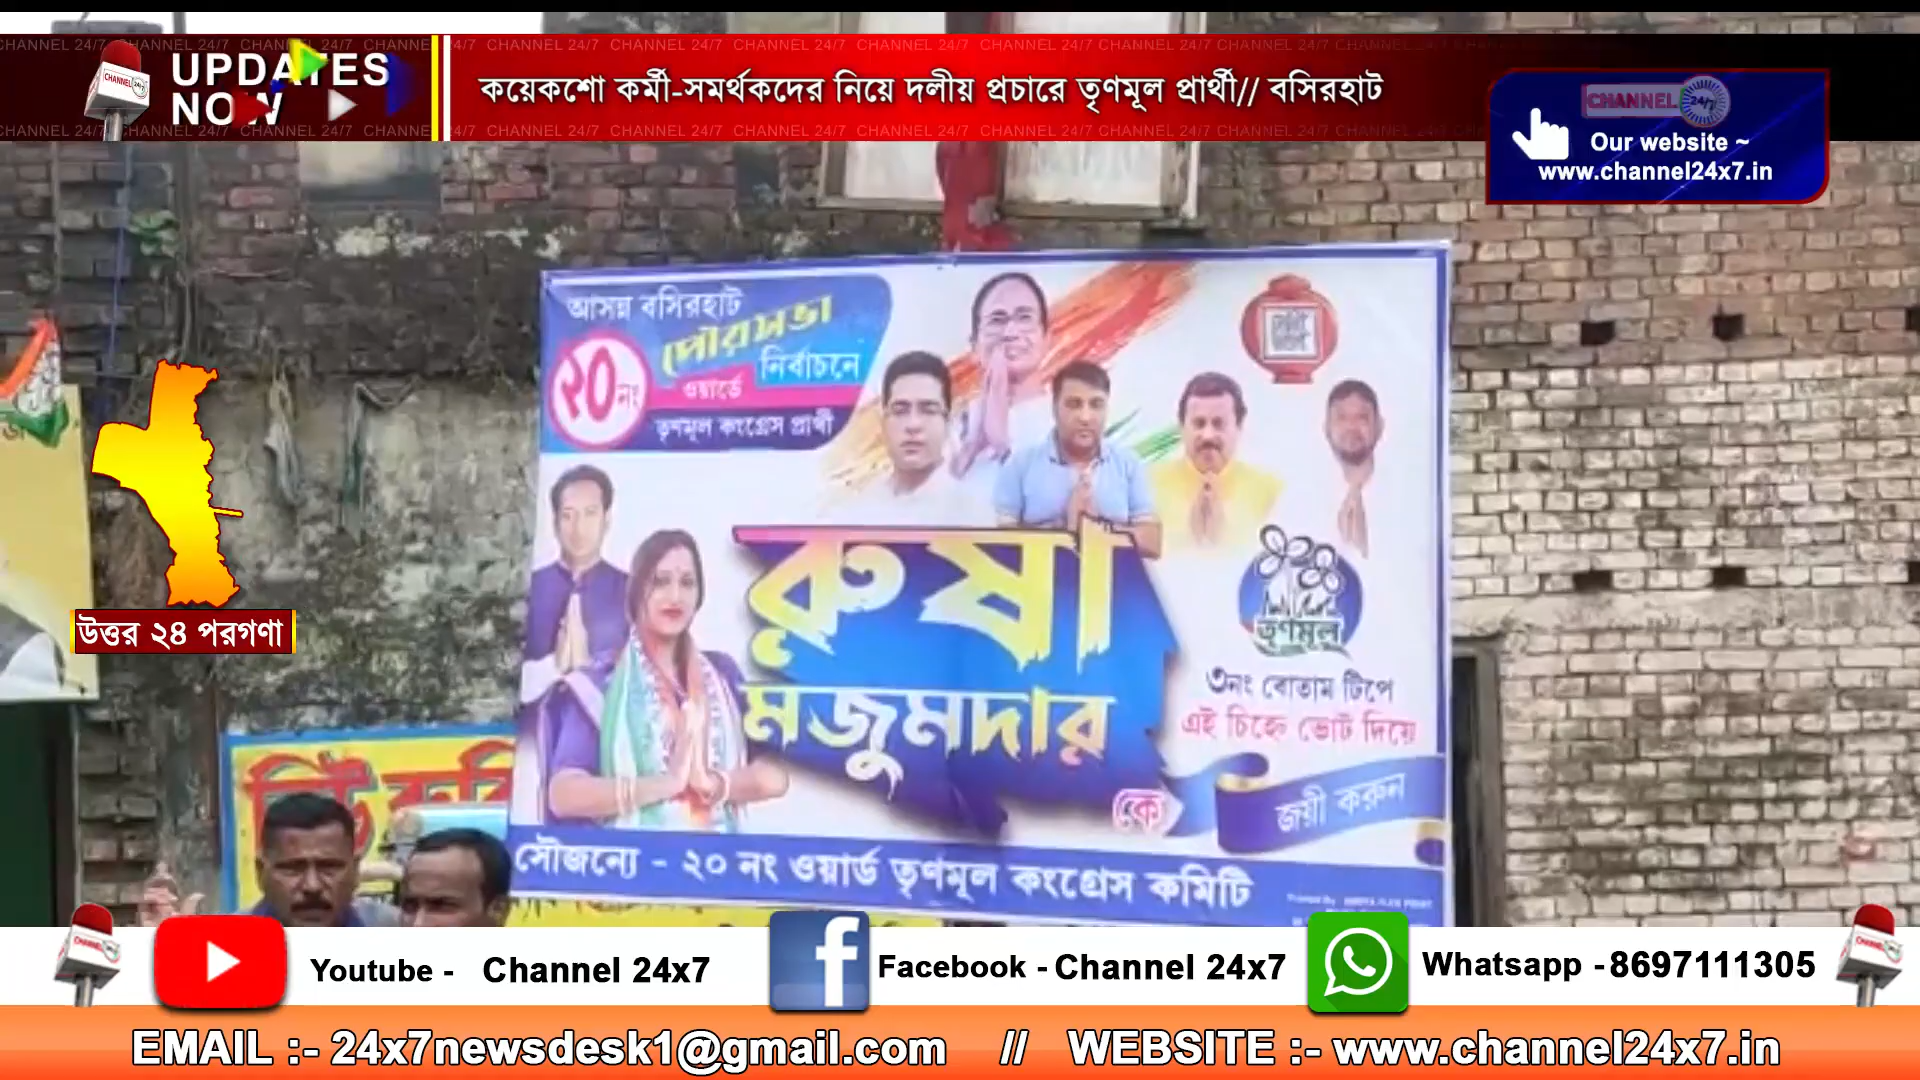 UPDATES
NOW
কয়েকশো কর্মী-সমর্থকদের নিয়ে দলীয় প্রচারে তৃণমূল প্রার্থী// বসিরহাট
CHANNEL 24/7
Our website ~
www.channel24x7.in
আসন্ন বসিরহাট
পৌরসভা
নির্বাচনে
২০নং
ওয়ার্ডে
তৃণমূল কংগ্রেস প্রার্থী
রুষা
মজুমদার
কে
তৃণমূল
৩নং বোতাম টিপে
এই চিহ্নে ভোট দিয়ে
জয়ী করুন
সৌজন্যে - ২০ নং ওয়ার্ড তৃণমূল কংগ্রেস কমিটি
উত্তর ২৪ পরগণা
Youtube - Channel 24x7
Facebook - Channel 24x7
Whatsapp - 8697111305
EMAIL :- 24x7newsdesk1@gmail.com // WEBSITE :- www.channel24x7.in